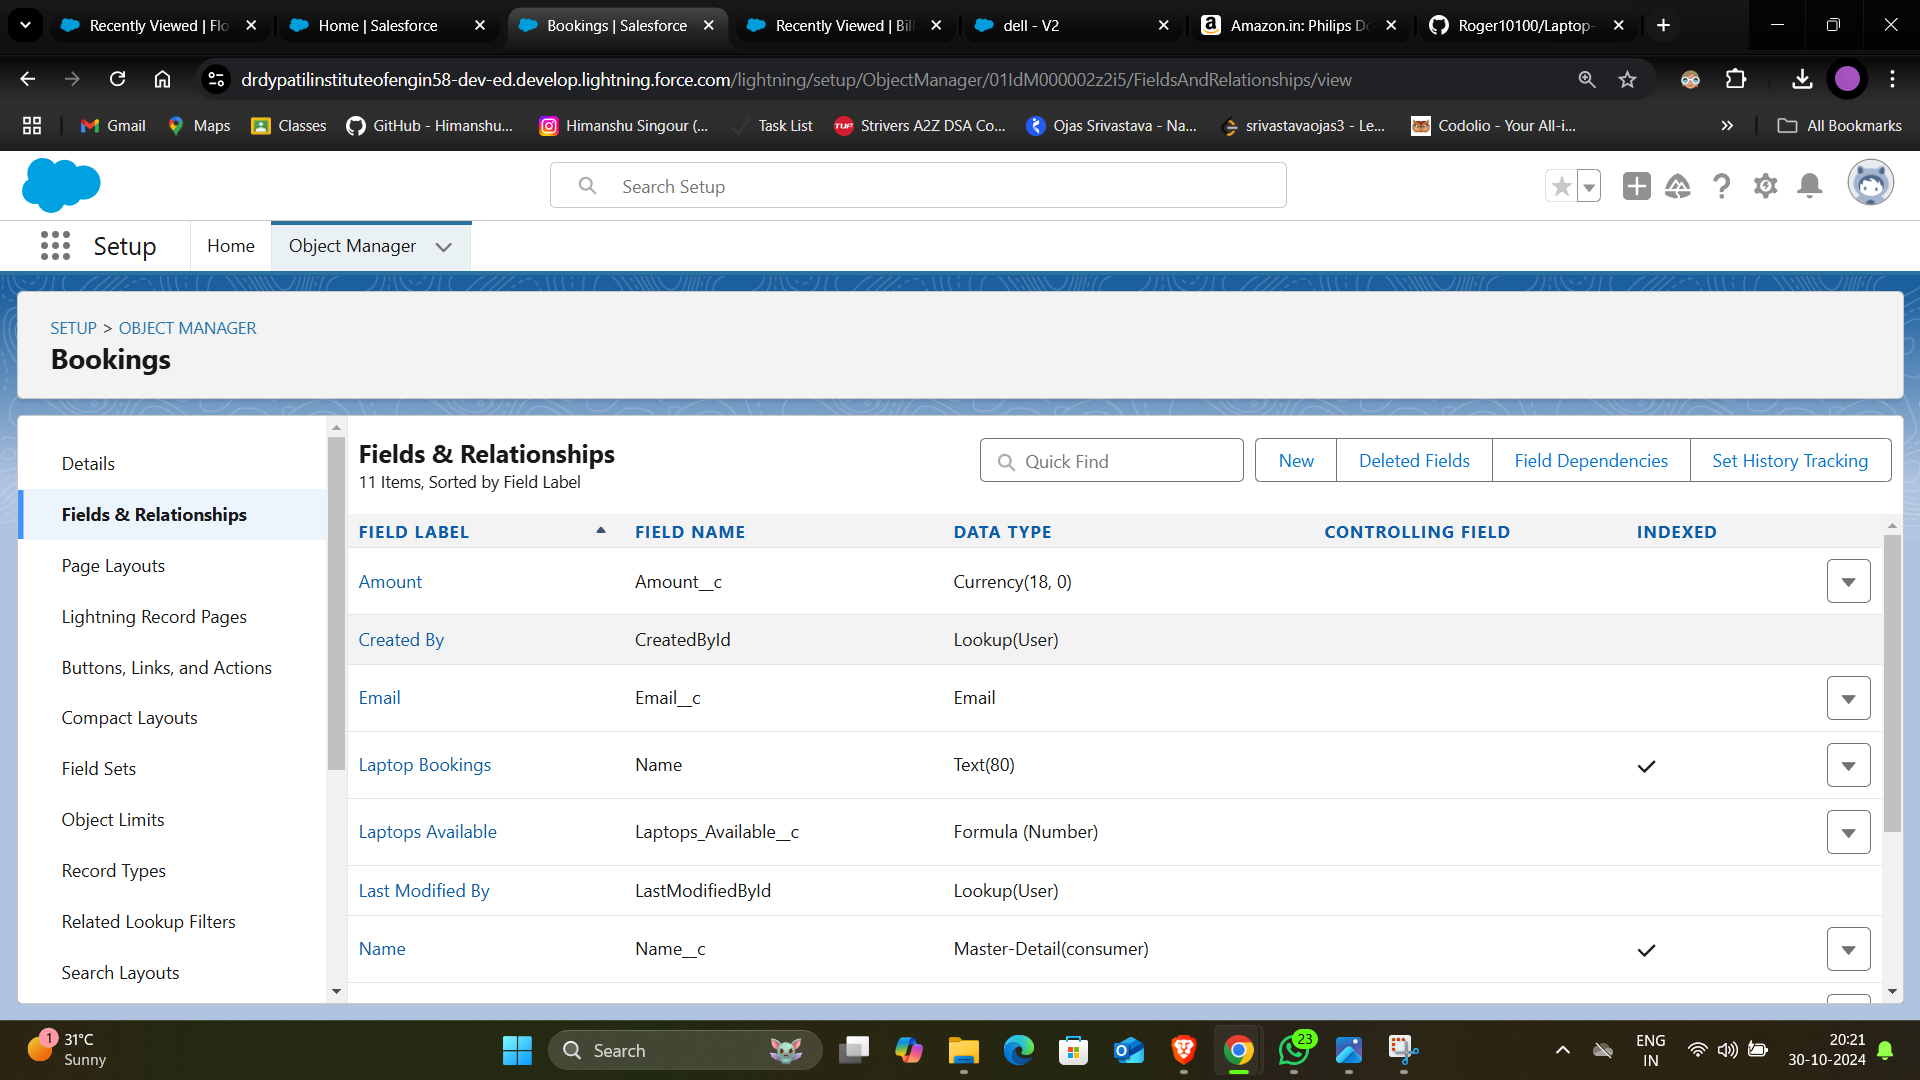 Recently Viewed | Flo
Home | Salesforce
Bookings | Salesforce
Recently Viewed | Bill
dell - V2
Amazon.in: Philips Do
Roger10100/Laptop-
drdypatilinstituteofengin58-dev-ed.develop.lightning.force.com/lightning/setup/ObjectManager/01IdM000002z2i5/FieldsAndRelationships/view
Gmail
Maps
Classes
GitHub - Himanshu...
Himanshu Singour (...
Task List
TUF
Strivers A2Z DSA Co...
Ojas Srivastava - Na...
srivastavaojas3 - Le...
Codolio - Your All-i...
All Bookmarks
Search Setup
Setup
Home
Object Manager
SETUP > OBJECT MANAGER
Bookings
Details
Fields & Relationships
Page Layouts
Lightning Record Pages
Buttons, Links, and Actions
Compact Layouts
Field Sets
Object Limits
Record Types
Related Lookup Filters
Search Layouts
Fields & Relationships
11 Items, Sorted by Field Label
Quick Find
New
Deleted Fields
Field Dependencies
Set History Tracking
FIELD LABEL FIELD NAME DATA TYPE CONTROLLING FIELD INDEXED
Amount Amount__c Currency(18, 0)
Created By CreatedById Lookup(User)
Email Email__c Email
Laptop Bookings Name Text(80)
Laptops Available Laptops_Available__c Formula (Number)
Last Modified By LastModifiedById Lookup(User)
Name Name__c Master-Detail(consumer)
1
31°C
Sunny
Search
23
ENG
IN
20:21
30-10-2024